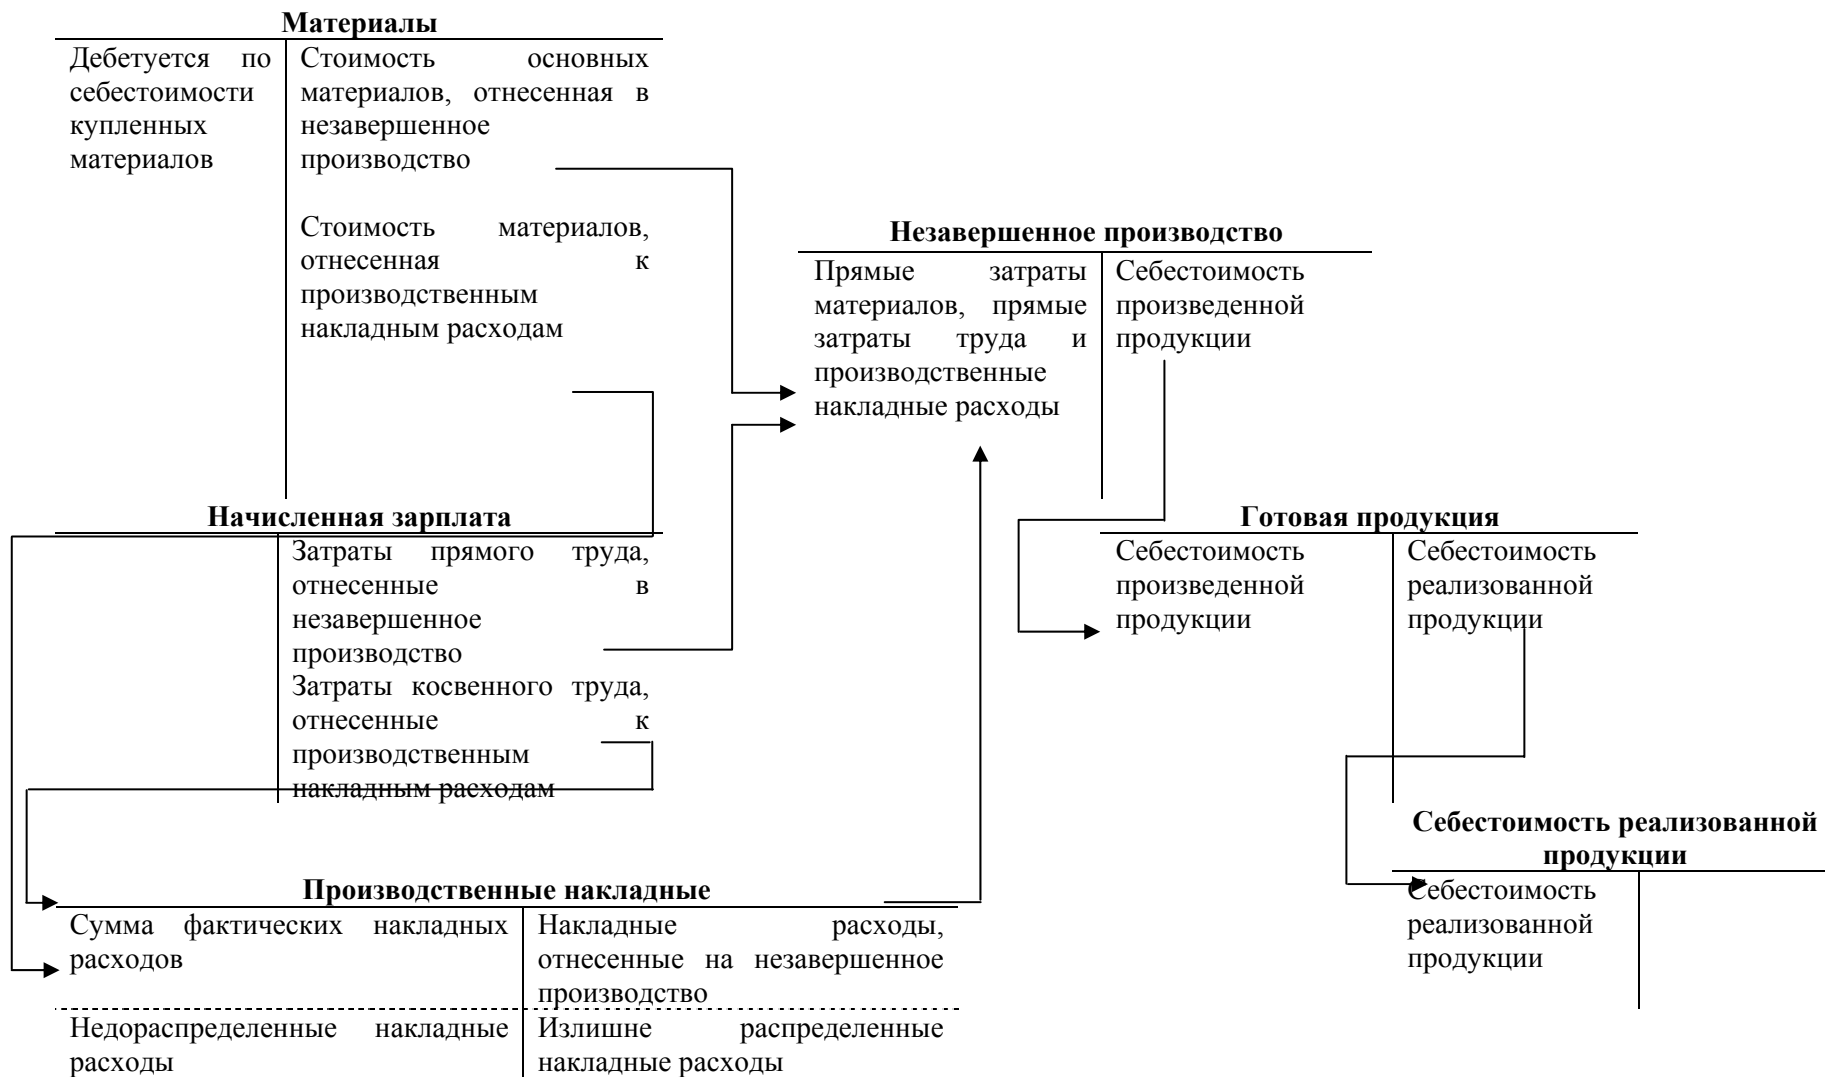 Материалы
Дебетуется по
себестоимости
купленных
материалов
Стоимость основных
материалов, отнесенная в
незавершенное
производство
Стоимость материалов,
отнесенная к
производственным
накладным расходам
Незавершенное производство
Прямые затраты
материалов, прямые
затраты труда и
производственные
накладные расходы
Себестоимость
произведенной
продукции
Начисленная зарплата
Затраты прямого труда,
отнесенные в
незавершенное
производство
Затраты косвенного труда,
отнесенные к
производственным
накладным расходам
Готовая продукция
Себестоимость
произведенной
продукции
Себестоимость
реализованной
продукции
Себестоимость реализованной
продукции
Себестоимость
реализованной
продукции
Производственные накладные
Сумма фактических накладных
расходов
Накладные расходы,
отнесенные на незавершенное
производство
Недораспределенные накладные
расходы
Излишне распределенные
накладные расходы